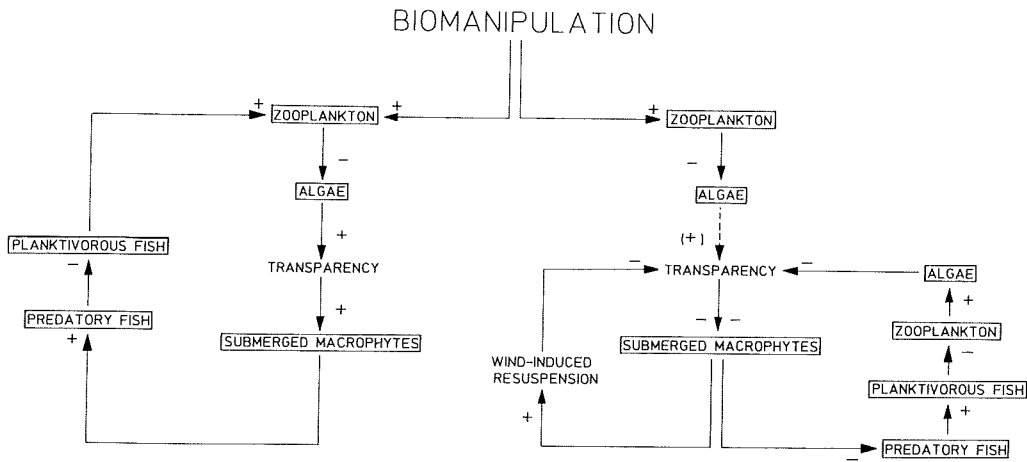 BIOMANIPULATION
+
ZOOPLANKTON
+
−
ALGAE
+
TRANSPARENCY
+
SUBMERGED MACROPHYTES
PLANKTIVOROUS FISH
−
PREDATORY FISH
+
+
ZOOPLANKTON
−
ALGAE
(+)
−
TRANSPARENCY
−
ALGAE
+
− −
SUBMERGED MACROPHYTES
ZOOPLANKTON
−
WIND-INDUCED
RESUSPENSION
+
PLANKTIVOROUS FISH
+
−
PREDATORY FISH